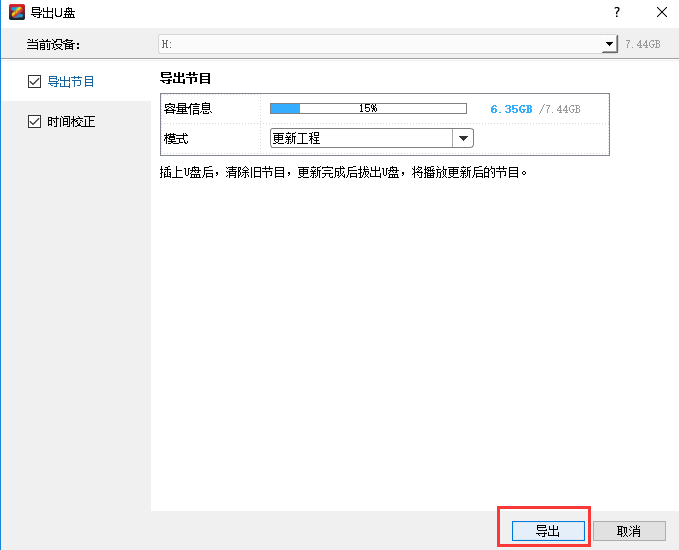 导出U盘
?
当前设备:
H:
7.44GB
导出节目
时间校正
导出节目
容量信息
15%
6.35GB /7.44GB
模式
更新工程
插上U盘后，清除旧节目，更新完成后拔出U盘，将播放更新后的节目。
导出
取消